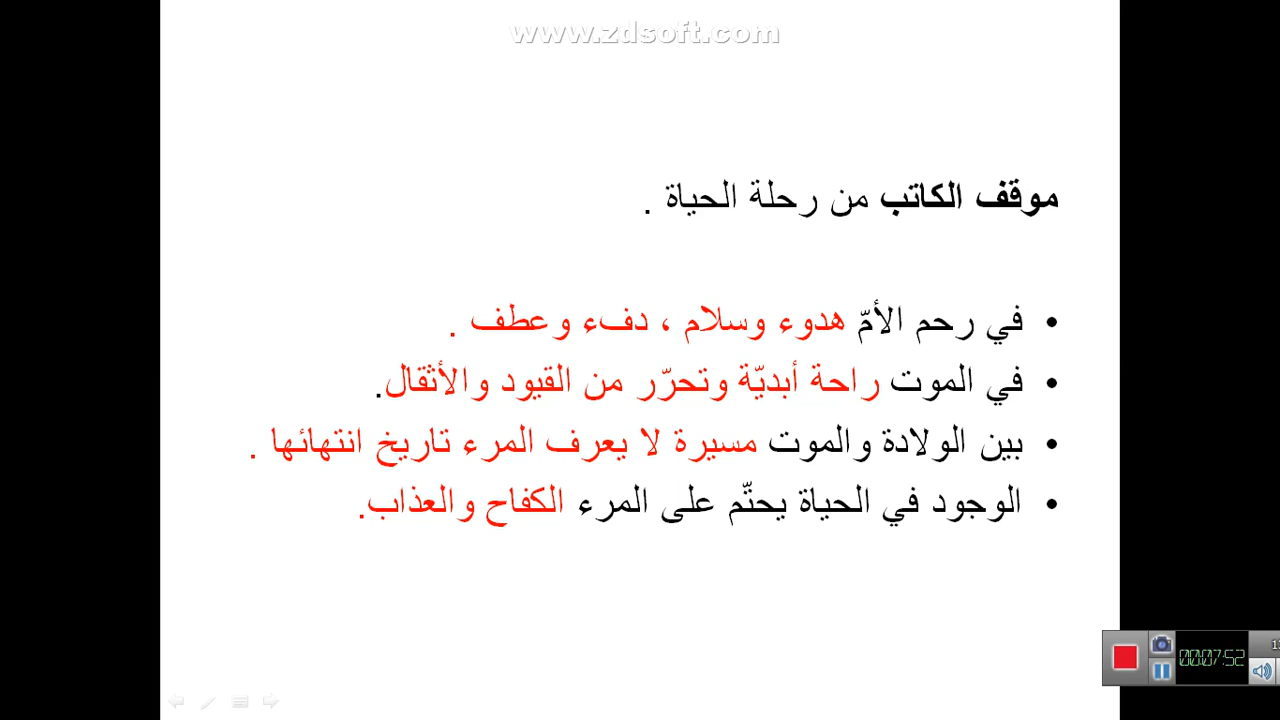 www.zdsoft.com
موقف الكاتب من رحلة الحياة .
• في رحم الأمّ هدوء وسلام ، دفء وعطف .
• في الموت راحة أبديّة وتحرّر من القيود والأثقال.
• بين الولادة والموت مسيرة لا يعرف المرء تاريخ انتهائها .
• الوجود في الحياة يحتّم على المرء الكفاح والعذاب.
00:07:52